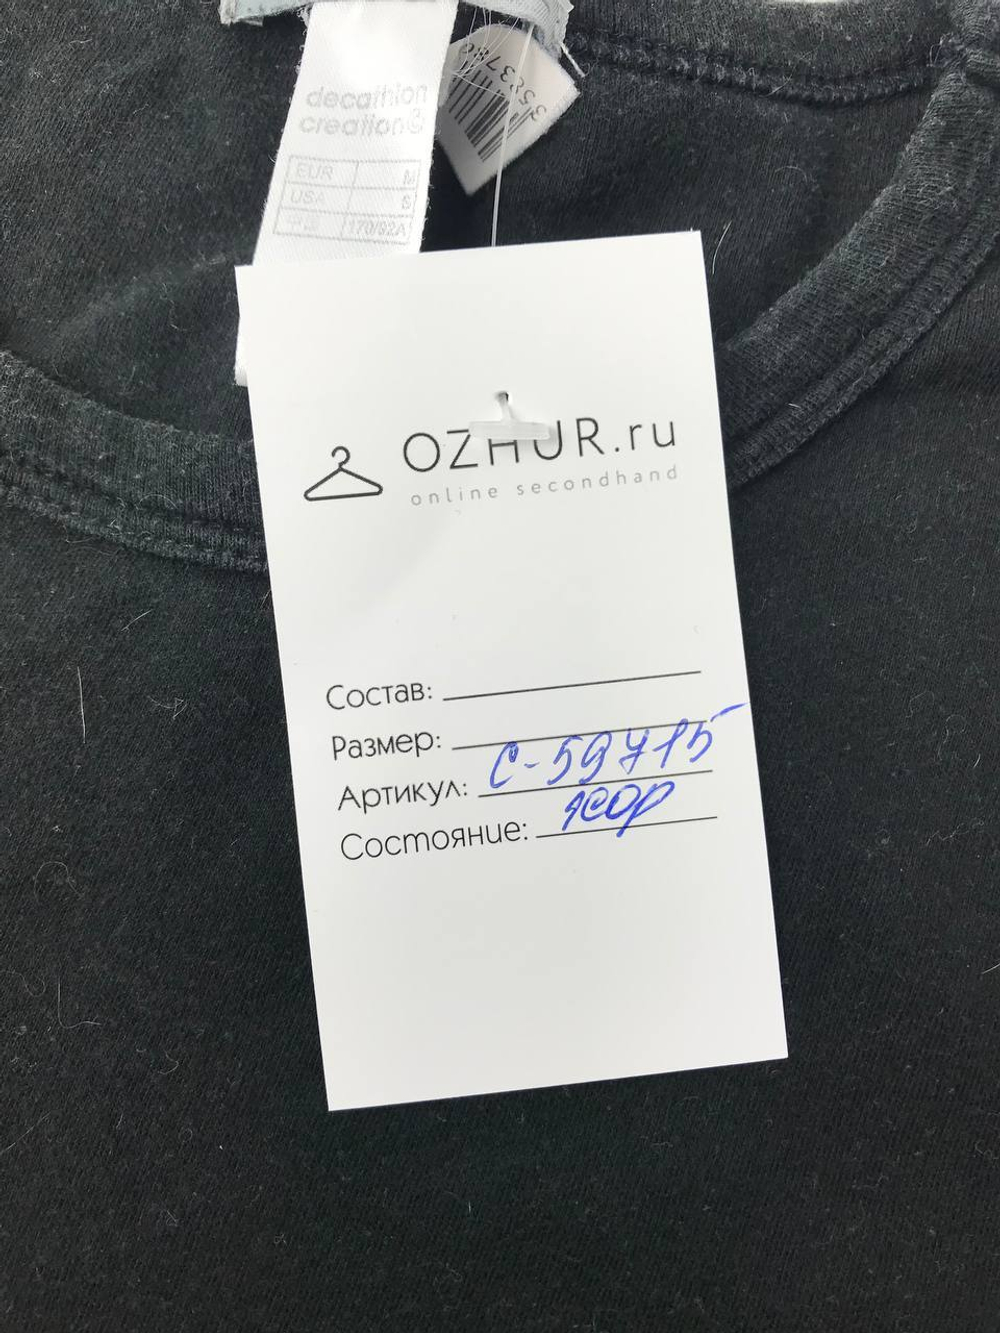 decathlon
creation
EUR M
USA S
170/92A
OZHUR.ru
online secondhand
Состав:
Размер:
Артикул: С-59715
Состояние: хор